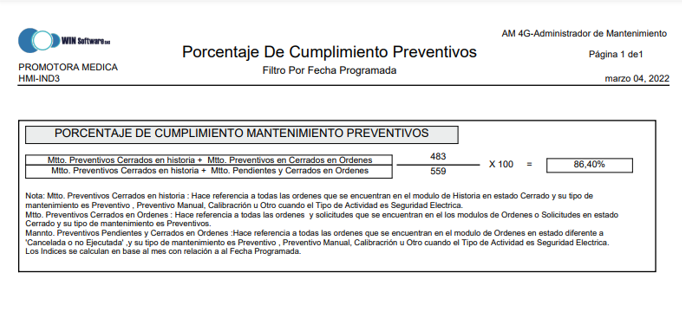 WIN Software Ltda
AM 4G-Administrador de Mantenimiento
Porcentaje De Cumplimiento Preventivos
Página 1 de1
PROMOTORA MEDICA
Filtro Por Fecha Programada
HMI-IND3
marzo 04, 2022
PORCENTAJE DE CUMPLIMIENTO MANTENIMIENTO PREVENTIVOS
Mtto. Preventivos Cerrados en historia + Mtto. Preventivos en Cerrados en Ordenes
483
Mtto. Preventivos Cerrados en historia + Mtto. Pendientes y Cerrados en Ordenes
559
X 100 = 86,40%
Nota: Mtto. Preventivos Cerrados en historia : Hace referencia a todas las ordenes que se encuentran en el modulo de Historia en estado Cerrado y su tipo de
mantenimiento es Preventivo , Preventivo Manual, Calibracirün u Otro cuando el Tipo de Actividad es Seguridad Electrica.
Mtto. Preventivos Cerrados en Ordenes : Hace referencia a todas las ordenes y solicitudes que se encuentran en el los modulos de Ordenes o Solicitudes en estado
Cerrado y su tipo de mantenimiento es Preventivos.
Mannto. Preventivos Pendientes y Cerrados en Ordenes :Hace referencia a todas las ordenes que se encuentran en el modulo de Ordenes en estado diferente a
'Cancelada o no Ejecutada' ,y su tipo de mantenimiento es Preventivo , Preventivo Manual, Calibracirün u Otro cuando el Tipo de Actividad es Seguridad Electrica.
Los Indices se calculan en base al mes con relación a al Fecha Programada.